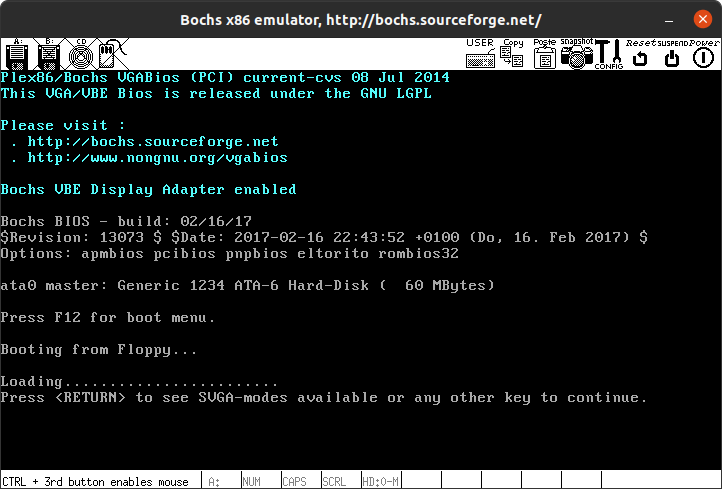 Bochs x86 emulator, http://bochs.sourceforge.net/
A: B: CD USER Copy Paste snapshot CONFIG Reset SUSPEND Power
Plex86/Bochs VGABios (PCI) current-cvs 08 Jul 2014
This VGA/VBE Bios is released under the GNU LGPL
Please visit :
. http://bochs.sourceforge.net
. http://www.nongnu.org/vgabios
Bochs VBE Display Adapter enabled
Bochs BIOS - build: 02/16/17
$Revision: 13073 $ $Date: 2017-02-16 22:43:52 +0100 (Do, 16. Feb 2017) $
Options: apmbios pcibios pnpbios eltorito rombios32
ata0 master: Generic 1234 ATA-6 Hard-Disk (  60 MBytes)
Press F12 for boot menu.
Booting from Floppy...
Loading........................
Press <RETURN> to see SVGA-modes available or any other key to continue.
CTRL + 3rd button enables mouse A: NUM CAPS SCRL HD:0-M